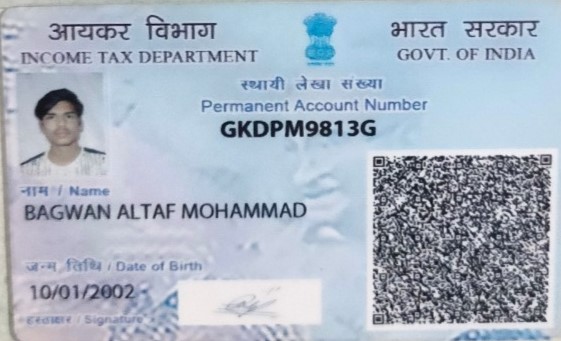 आयकर विभाग
INCOME TAX DEPARTMENT
भारत सरकार
GOVT. OF INDIA
स्थायी लेखा संख्या
Permanent Account Number
GKDPM9813G
नाम / Name
BAGWAN ALTAF MOHAMMAD
जन्म तिथि / Date of Birth
10/01/2002
हस्ताक्षर / Signature